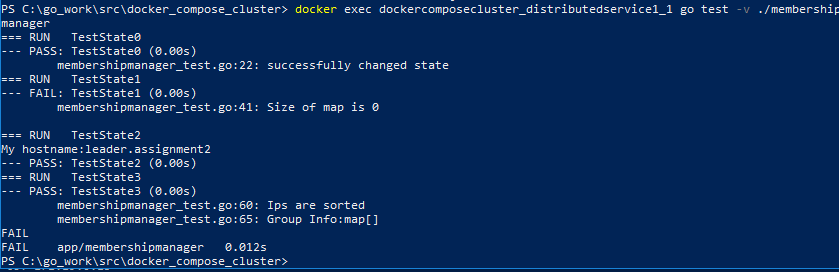 PS C:\go_work\src\docker_compose_cluster> docker exec dockercomposecluster_distributedservice1_1 go test -v ./membership
manager
=== RUN   TestState0
--- PASS: TestState0 (0.00s)
        membershipmanager_test.go:22: successfully changed state
=== RUN   TestState1
--- FAIL: TestState1 (0.00s)
        membershipmanager_test.go:41: Size of map is 0
=== RUN   TestState2
My hostname:leader.assignment2
--- PASS: TestState2 (0.00s)
=== RUN   TestState3
--- PASS: TestState3 (0.00s)
        membershipmanager_test.go:60: Ips are sorted
        membershipmanager_test.go:65: Group Info:map[]
FAIL
FAIL    app/membershipmanager   0.012s
PS C:\go_work\src\docker_compose_cluster>